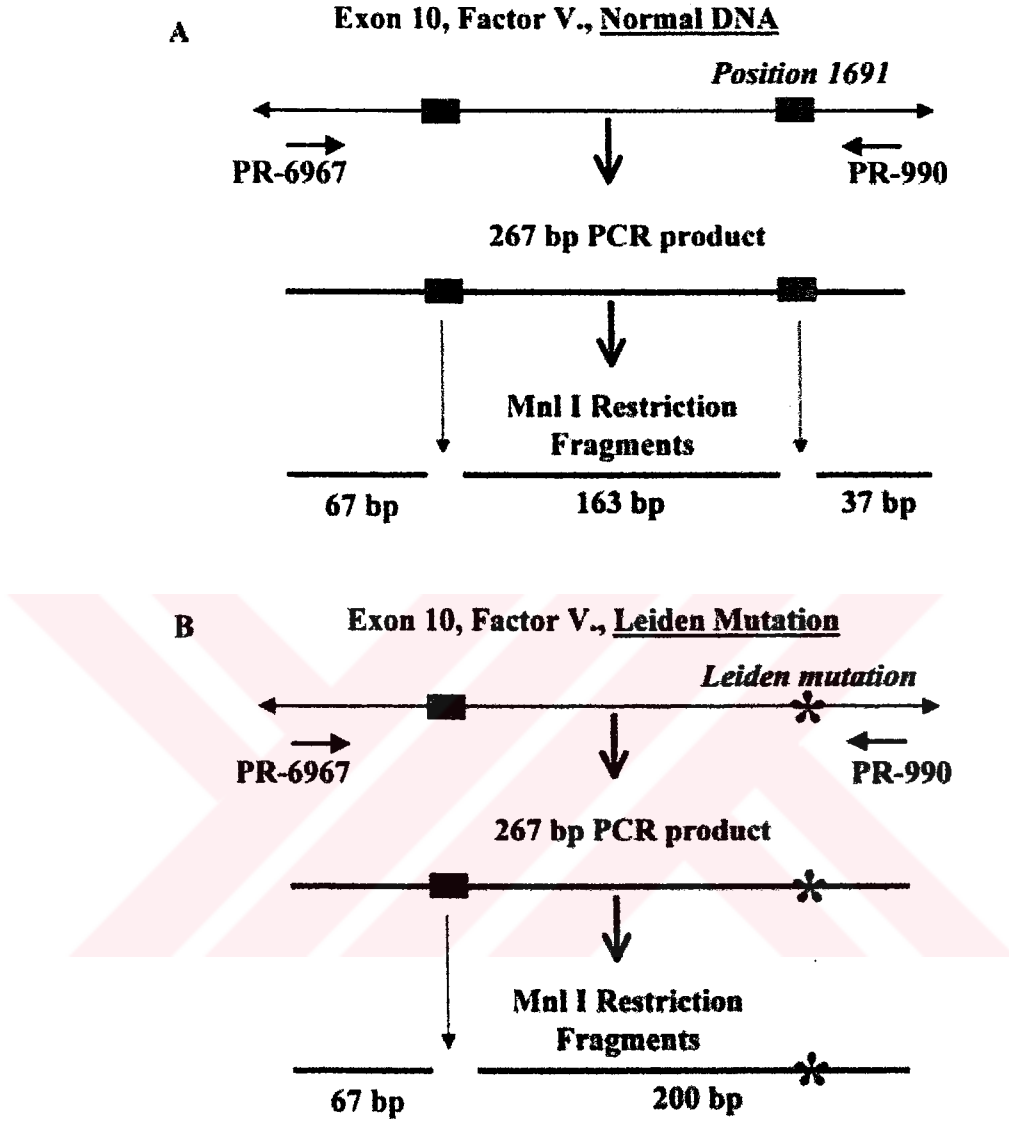 A
Exon 10, Factor V., Normal DNA
Position 1691
PR-6967
PR-990
267 bp PCR product
Mnl I Restriction
Fragments
67 bp
163 bp
37 bp
B
Exon 10, Factor V., Leiden Mutation
Leiden mutation
PR-6967
PR-990
267 bp PCR product
Mnl I Restriction
Fragments
67 bp
200 bp